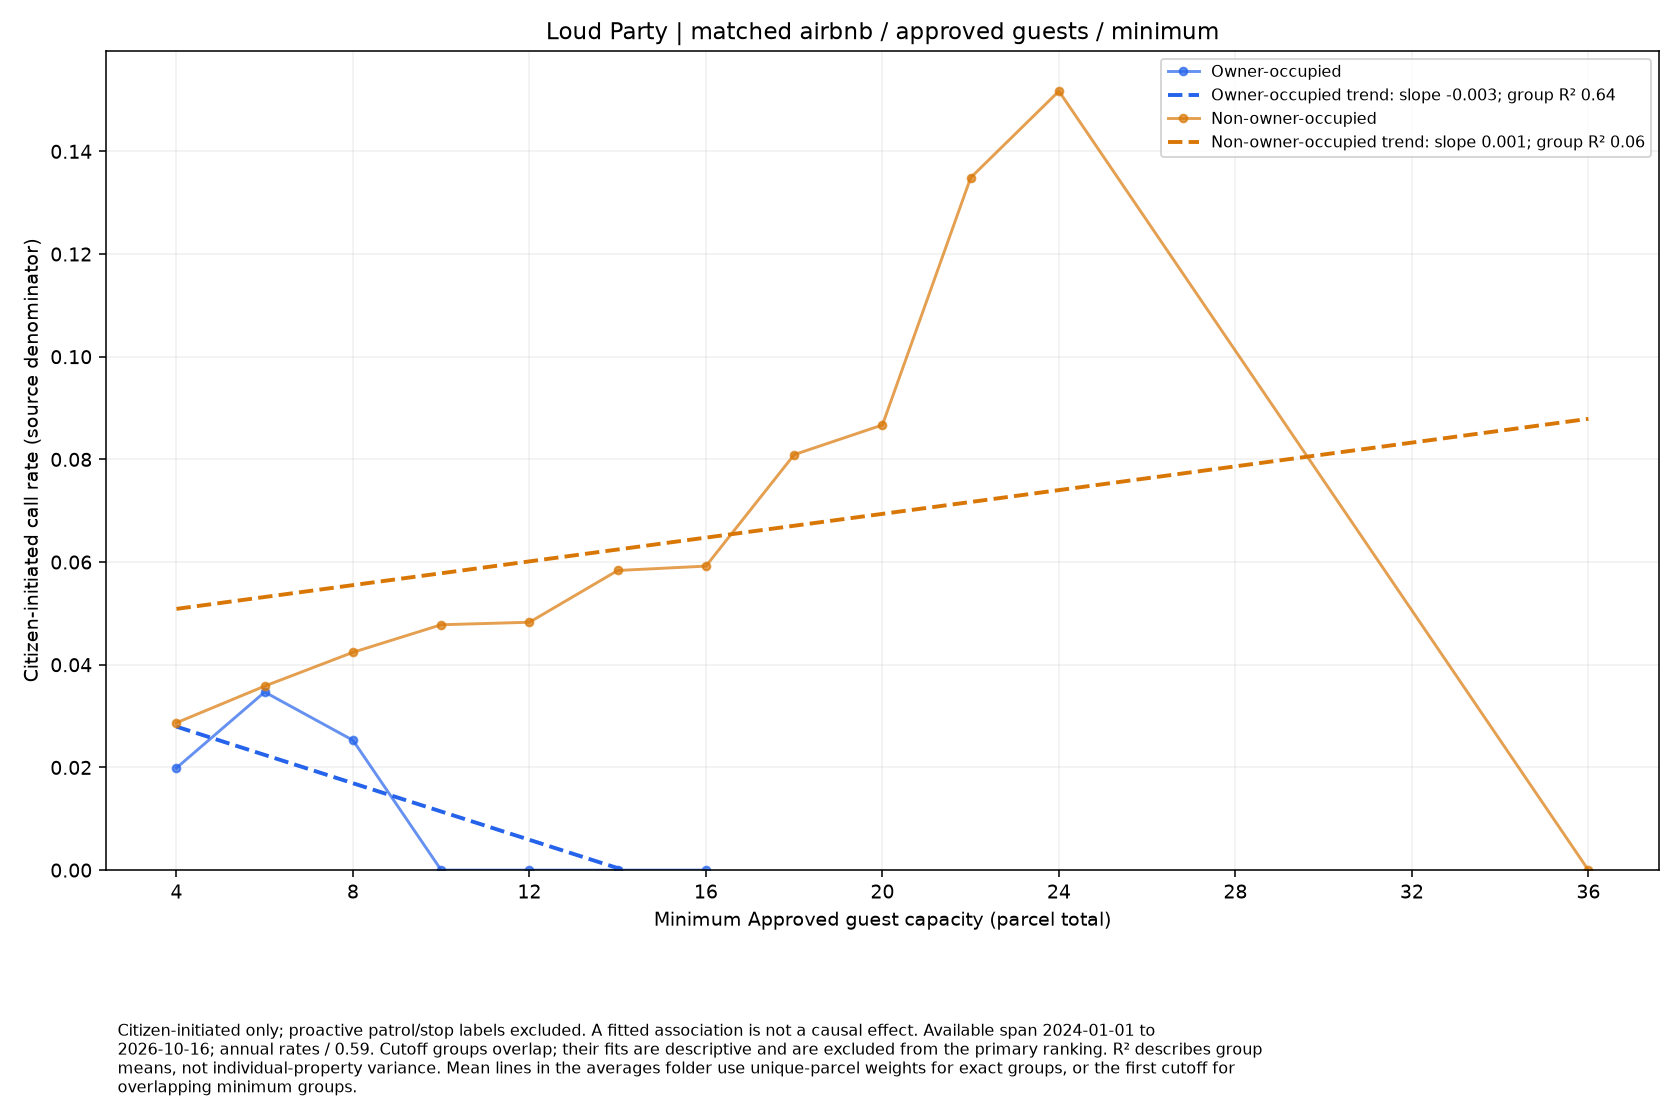 Loud Party | matched airbnb / approved guests / minimum
Owner-occupied
Owner-occupied trend: slope -0.003; group R² 0.64
Non-owner-occupied
Non-owner-occupied trend: slope 0.001; group R² 0.06
Citizen-initiated call rate (source denominator)
0.14
0.12
0.10
0.08
0.06
0.04
0.02
0.00
4 8 12 16 20 24 28 32 36
Minimum Approved guest capacity (parcel total)
Citizen-initiated only; proactive patrol/stop labels excluded. A fitted association is not a causal effect. Available span 2024-01-01 to
2026-10-16; annual rates / 0.59. Cutoff groups overlap; their fits are descriptive and are excluded from the primary ranking. R² describes group
means, not individual-property variance. Mean lines in the averages folder use unique-parcel weights for exact groups, or the first cutoff for
overlapping minimum groups.